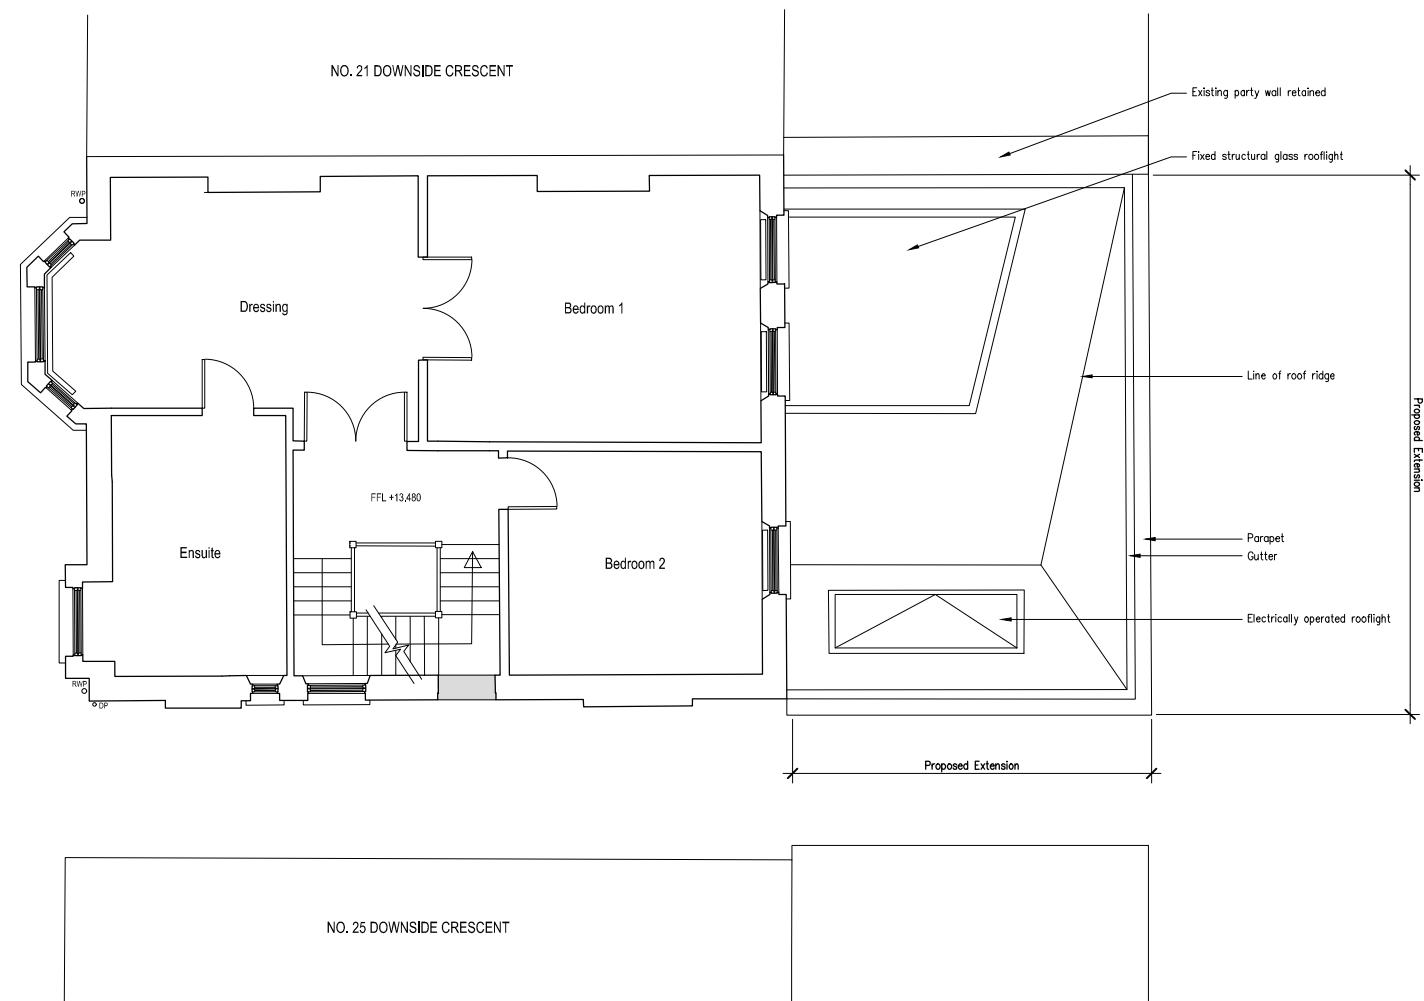 NO. 21 DOWNSIDE CRESCENT
Existing party wall retained
Fixed structural glass rooflight
RWP
Dressing
Bedroom 1
Line of roof ridge
Proposed Extension
FFL +13,480
Ensuite
Bedroom 2
Parapet
Gutter
Electrically operated rooflight
RWP
DP
Proposed Extension
NO. 25 DOWNSIDE CRESCENT